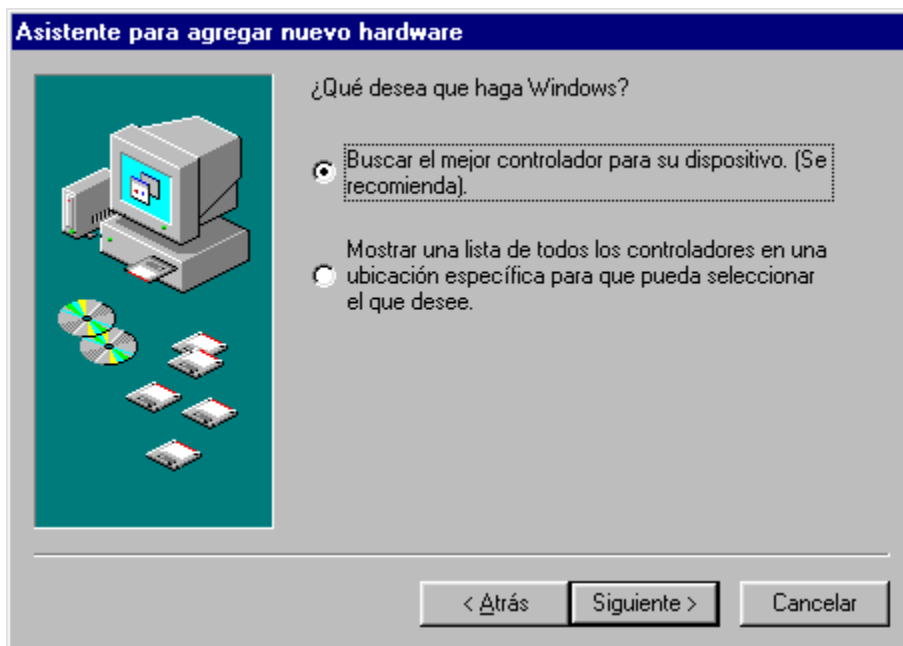 Asistente para agregar nuevo hardware
¿Qué desea que haga Windows?
Buscar el mejor controlador para su dispositivo. (Se
recomienda).
Mostrar una lista de todos los controladores en una
ubicación específica para que pueda seleccionar
el que desee.
< Atrás
Siguiente >
Cancelar